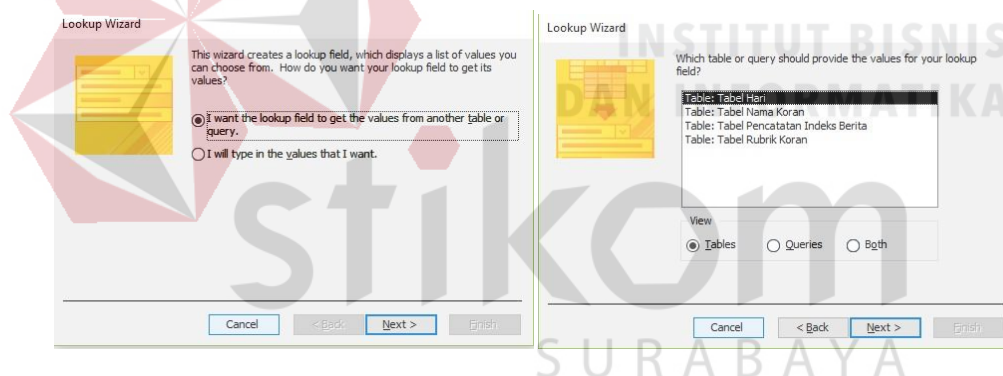 Lookup Wizard
This wizard creates a lookup field, which displays a list of values you
can choose from. How do you want your lookup field to get its
values?
I want the lookup field to get the values from another table or
query.
I will type in the values that I want.
Cancel
< Back
Next >
Finish
Lookup Wizard
Which table or query should provide the values for your lookup
field?
Table: Tabel Hari
Table: Tabel Nama Koran
Table: Tabel Pencatatan Indeks Berita
Table: Tabel Rubrik Koran
View
Tables
Queries
Both
Cancel
< Back
Next >
Finish
INSTITUT BISNIS
DAN INFORMATIKA
stikom
SURABAYA